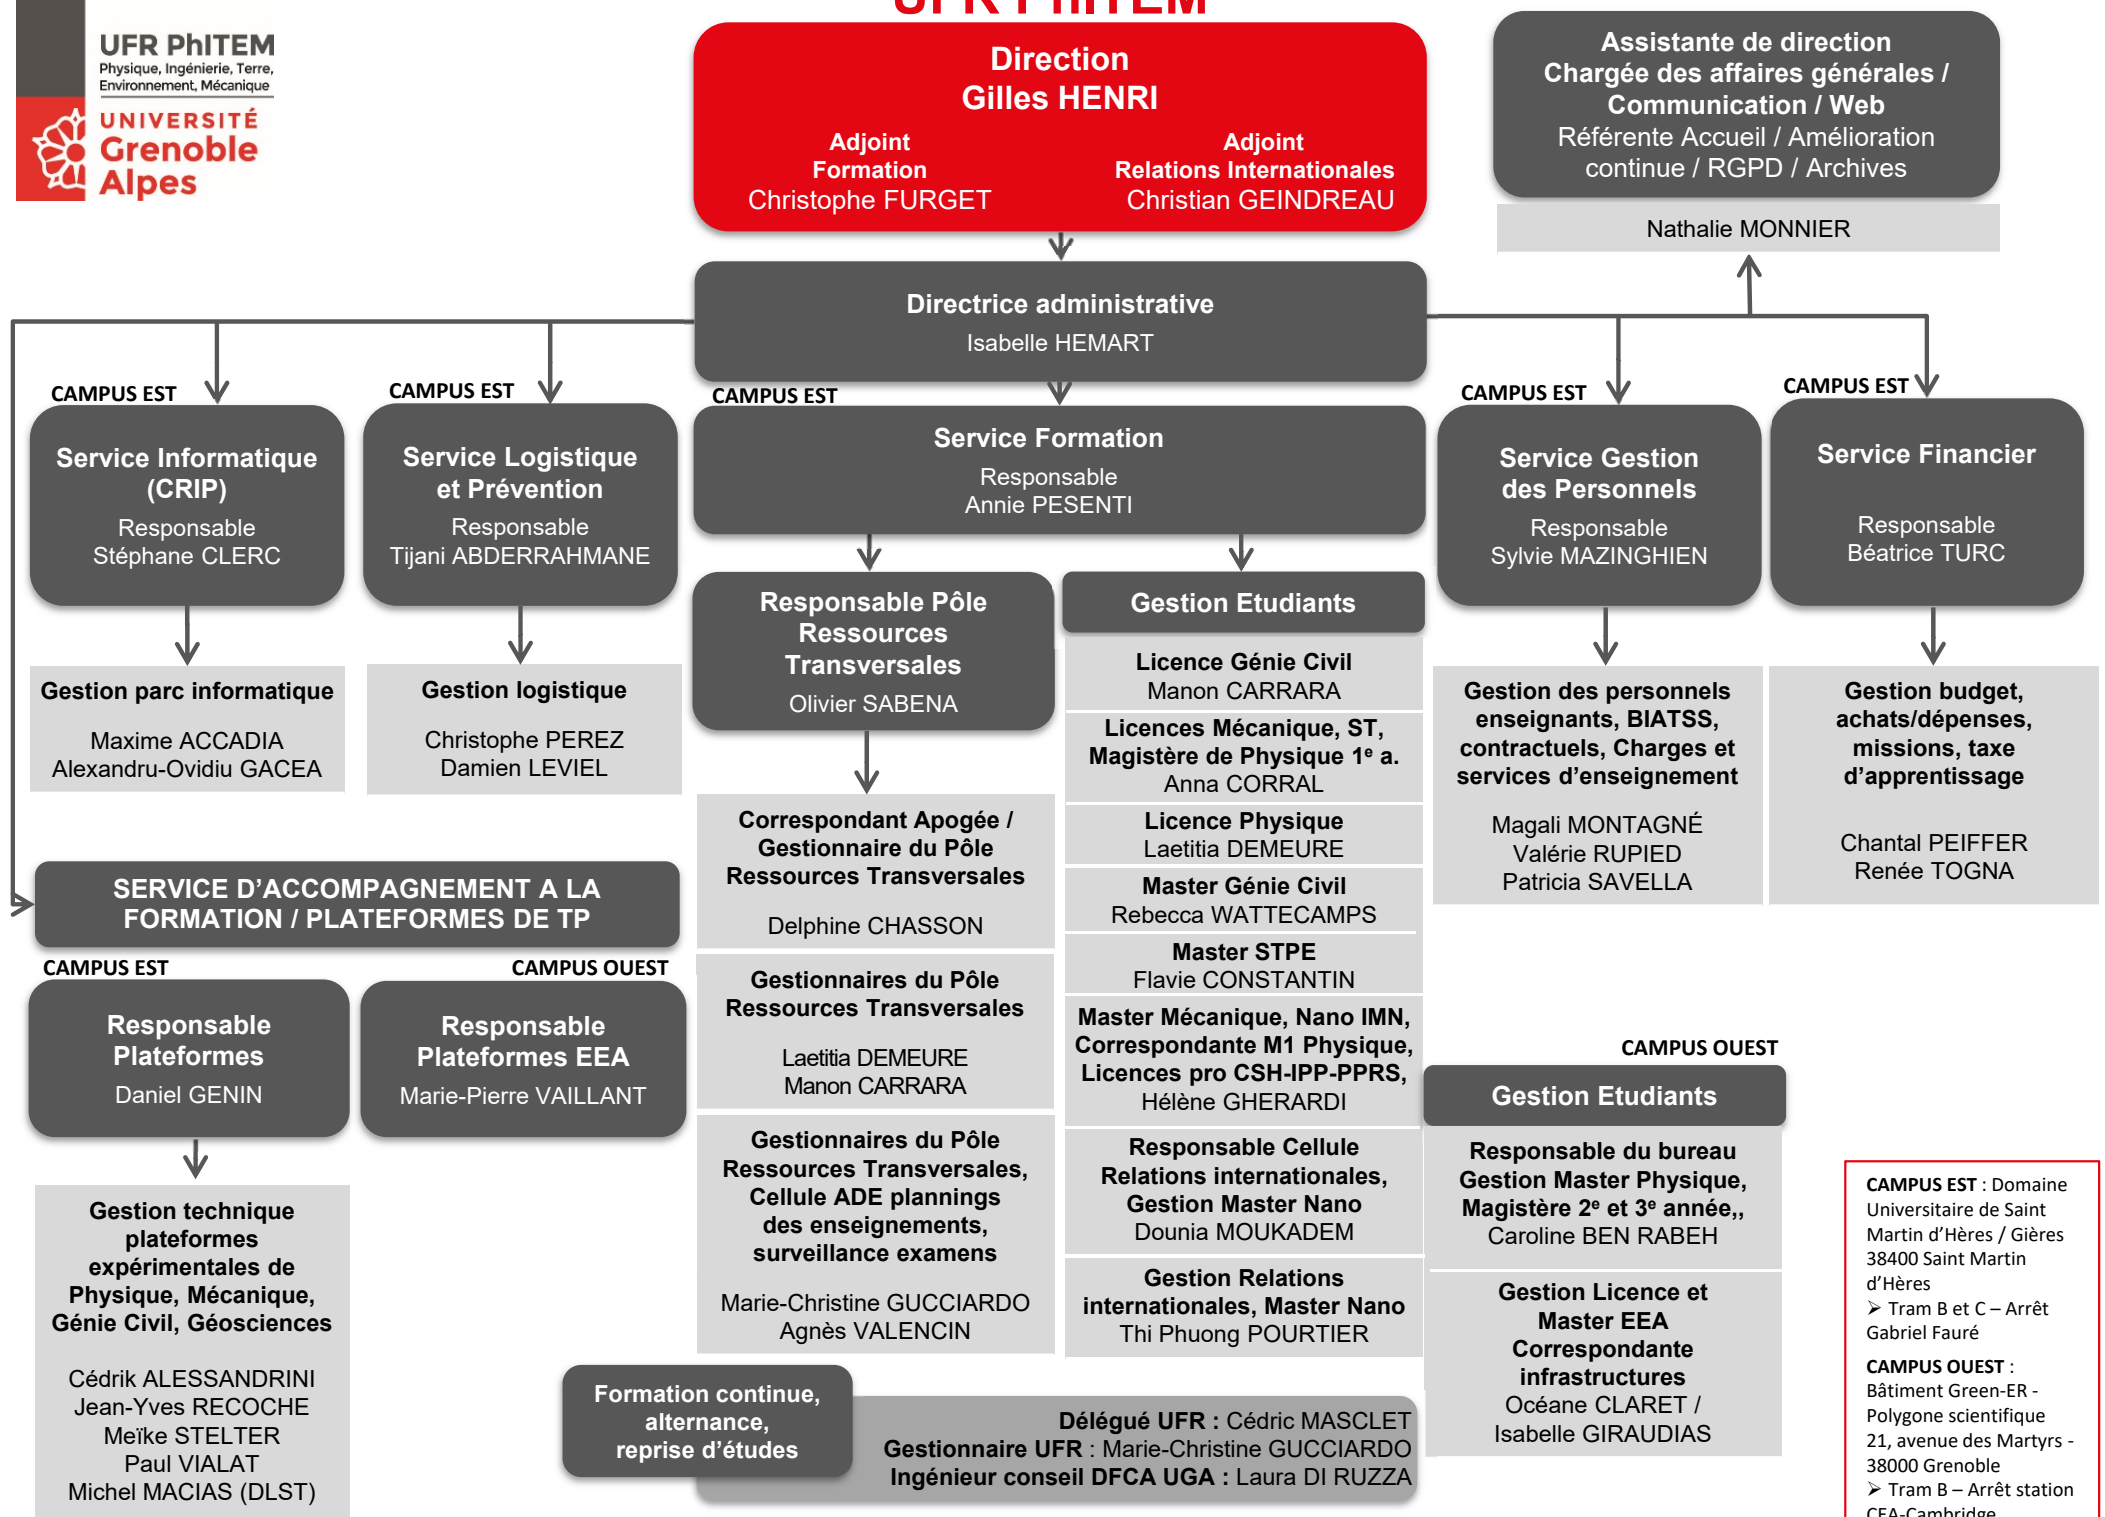 UFR PhITEM
UFR PhITEM
Physique, Ingénierie, Terre,
Environnement, Mécanique
UNIVERSITÉ
Grenoble
Alpes
Direction
Gilles HENRI
Adjoint
Formation
Christophe FURGET
Adjoint
Relations Internationales
Christian GEINDREAU
Assistante de direction
Chargée des affaires générales /
Communication / Web
Référente Accueil / Amélioration
continue / RGPD / Archives
Nathalie MONNIER
Directrice administrative
Isabelle HEMART
CAMPUS EST
Service Informatique
(CRIP)
Responsable
Stéphane CLERC
Gestion parc informatique
Maxime ACCADIA
Alexandru-Ovidiu GACEA
CAMPUS EST
Service Logistique
et Prévention
Responsable
Tijani ABDERRAHMANE
Gestion logistique
Christophe PEREZ
Damien LEVIEL
CAMPUS EST
Service Formation
Responsable
Annie PESENTI
Responsable Pôle
Ressources
Transversales
Olivier SABENA
Correspondant Apogée /
Gestionnaire du Pôle
Ressources Transversales
Delphine CHASSON
Gestionnaires du Pôle
Ressources Transversales
Laetitia DEMEURE
Manon CARRARA
Gestionnaires du Pôle
Ressources Transversales,
Cellule ADE plannings
des enseignements,
surveillance examens
Marie-Christine GUCCIARDO
Agnès VALENCIN
Gestion Etudiants
Licence Génie Civil
Manon CARRARA
Licences Mécanique, ST,
Magistère de Physique 1e a.
Anna CORRAL
Licence Physique
Laetitia DEMEURE
Master Génie Civil
Rebecca WATTECAMPS
Master STPE
Flavie CONSTANTIN
Master Mécanique, Nano IMN,
Correspondante M1 Physique,
Licences pro CSH-IPP-PPRS,
Hélène GHERARDI
Responsable Cellule
Relations internationales,
Gestion Master Nano
Dounia MOUKADEM
Gestion Relations
internationales, Master Nano
Thi Phuong POURTIER
CAMPUS EST
Service Gestion
des Personnels
Responsable
Sylvie MAZINGHIEN
Gestion des personnels
enseignants, BIATSS,
contractuels, Charges et
services d’enseignement
Magali MONTAGNÉ
Valérie RUPIED
Patricia SAVELLA
CAMPUS EST
Service Financier
Responsable
Béatrice TURC
Gestion budget,
achats/dépenses,
missions, taxe
d’apprentissage
Chantal PEIFFER
Renée TOGNA
SERVICE D’ACCOMPAGNEMENT A LA
FORMATION / PLATEFORMES DE TP
CAMPUS EST
Responsable
Plateformes
Daniel GENIN
Gestion technique
plateformes
expérimentales de
Physique, Mécanique,
Génie Civil, Géosciences
Cédrik ALESSANDRINI
Jean-Yves RECOCHE
Meïke STELTER
Paul VIALAT
Michel MACIAS (DLST)
CAMPUS OUEST
Responsable
Plateformes EEA
Marie-Pierre VAILLANT
CAMPUS OUEST
Gestion Etudiants
Responsable du bureau
Gestion Master Physique,
Magistère 2e et 3e année,,
Caroline BEN RABEH
Gestion Licence et
Master EEA
Correspondante
infrastructures
Océane CLARET /
Isabelle GIRAUDIAS
Formation continue,
alternance,
reprise d’études
Délégué UFR : Cédric MASCLET
Gestionnaire UFR : Marie-Christine GUCCIARDO
Ingénieur conseil DFCA UGA : Laura DI RUZZA
CAMPUS EST : Domaine
Universitaire de Saint
Martin d’Hères / Gières
38400 Saint Martin
d’Hères
➢ Tram B et C – Arrêt
Gabriel Fauré
CAMPUS OUEST :
Bâtiment Green-ER -
Polygone scientifique
21, avenue des Martyrs -
38000 Grenoble
➢ Tram B – Arrêt station
CEA-Cambridge